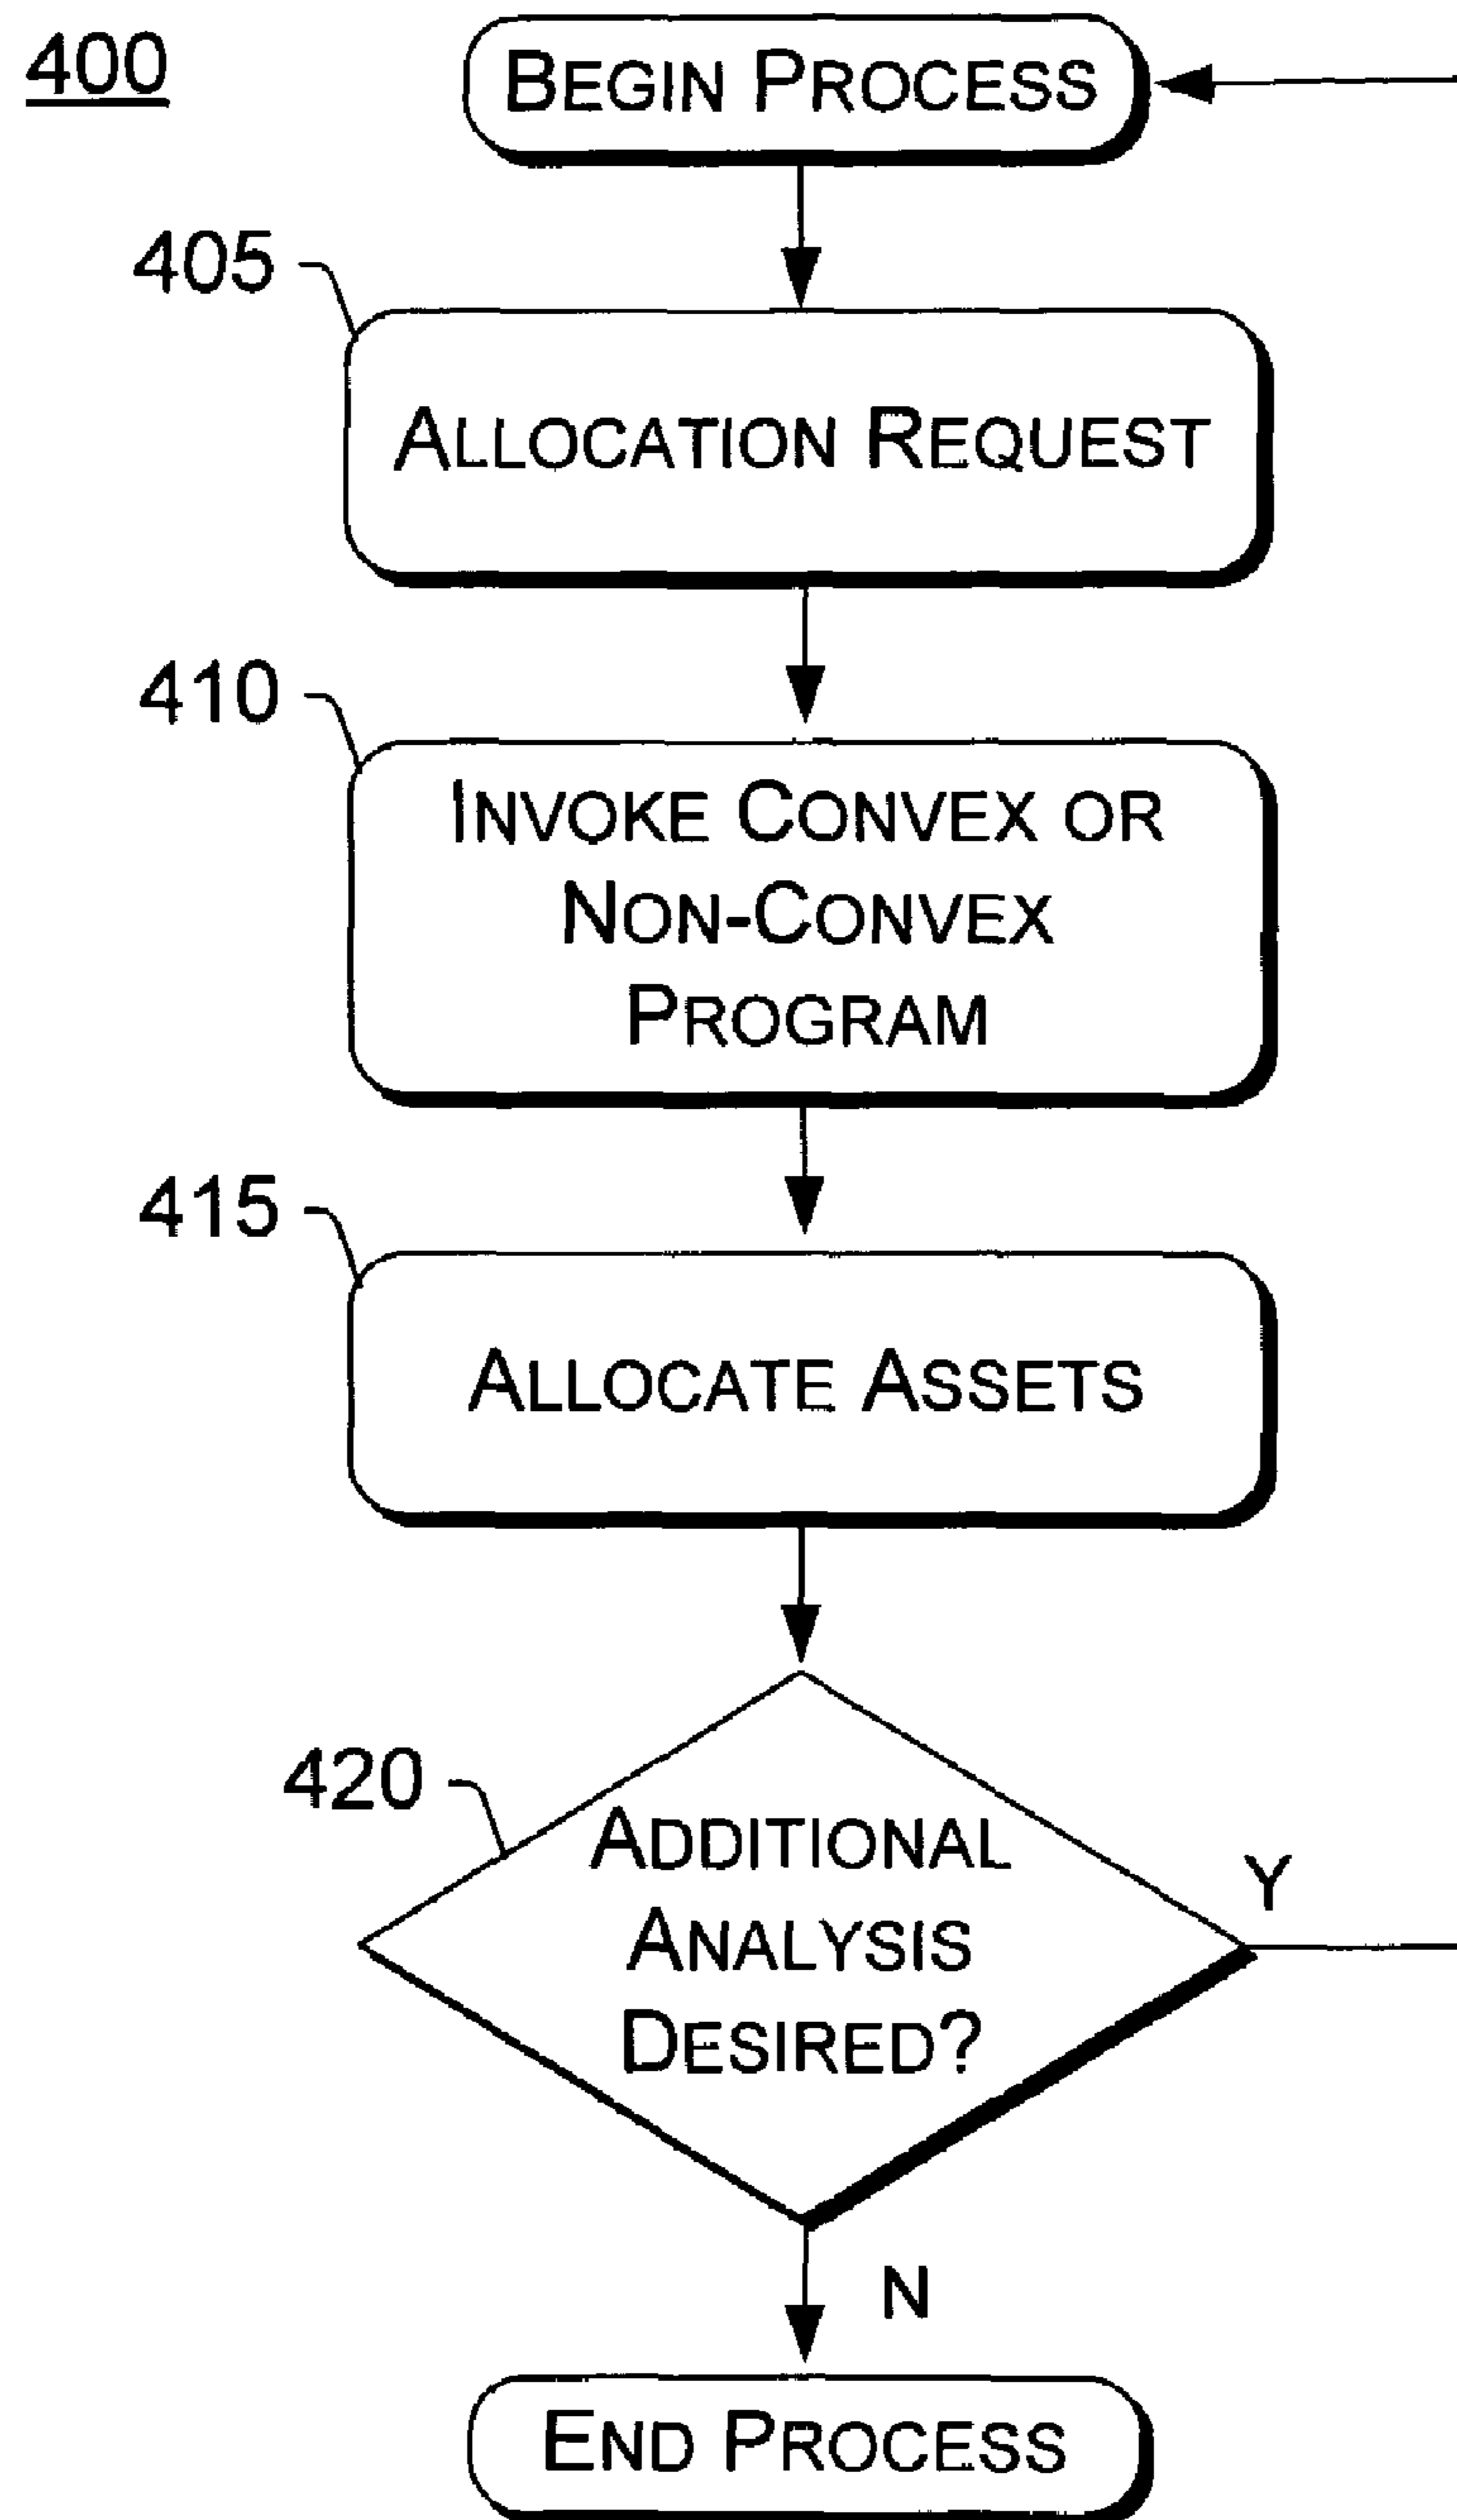 400
BEGIN PROCESS
405
ALLOCATION REQUEST
410
INVOKE CONVEX OR
NON-CONVEX
PROGRAM
415
ALLOCATE ASSETS
420
ADDITIONAL
ANALYSIS
DESIRED?
Y
N
END PROCESS